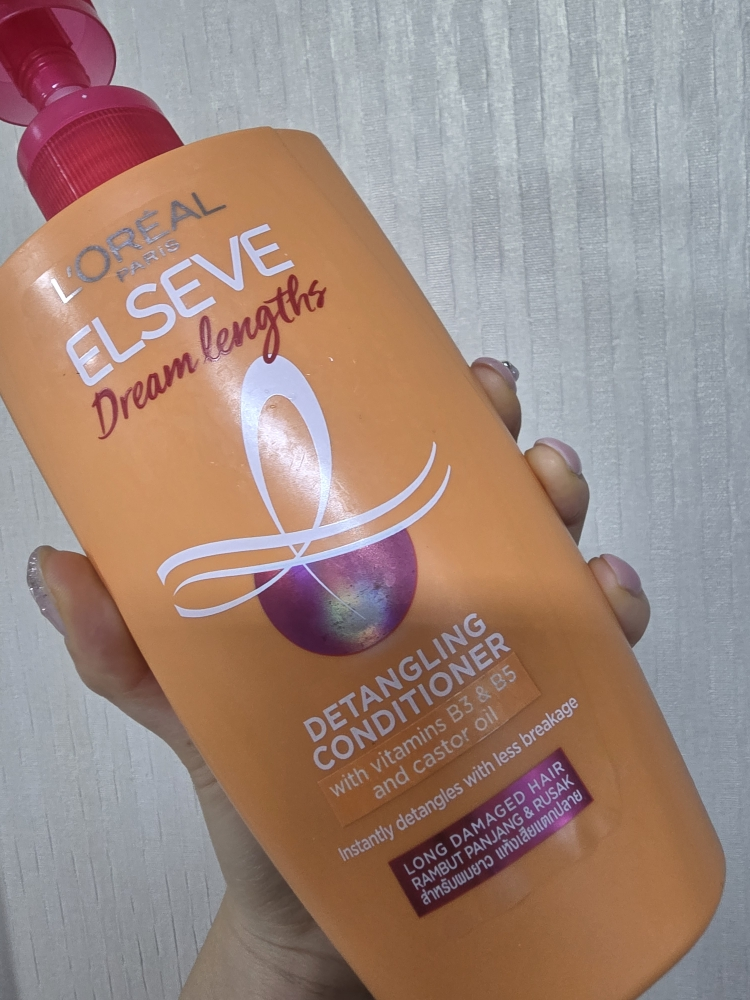 L'ORÉAL
PARIS
ELSEVE
Dream lengths
DETANGLING
CONDITIONER
with vitamins B3 & B5
and castor oil
Instantly detangles with less breakage
LONG DAMAGED HAIR
RAMBUT PANJANG & RUSAK
สำหรับผมยาว แห้งเสียแตกปลาย